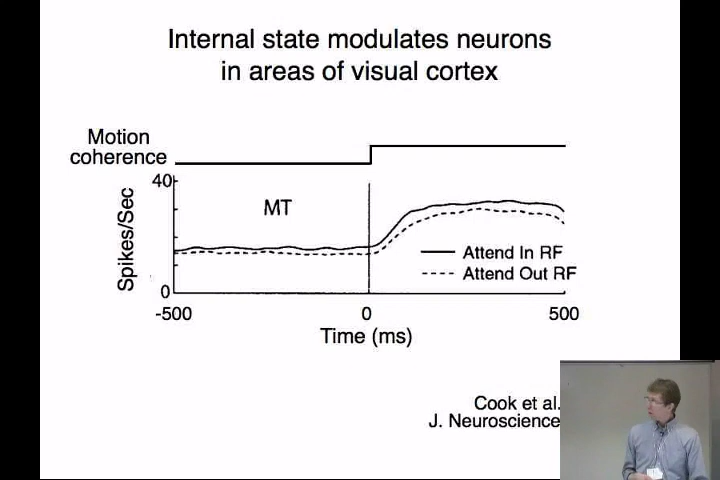 Internal state modulates neurons
in areas of visual cortex
Motion
coherence
40
MT
Spikes/Sec
Attend In RF
Attend Out RF
0
-500
0
500
Time (ms)
Cook et al.
J. Neuroscience